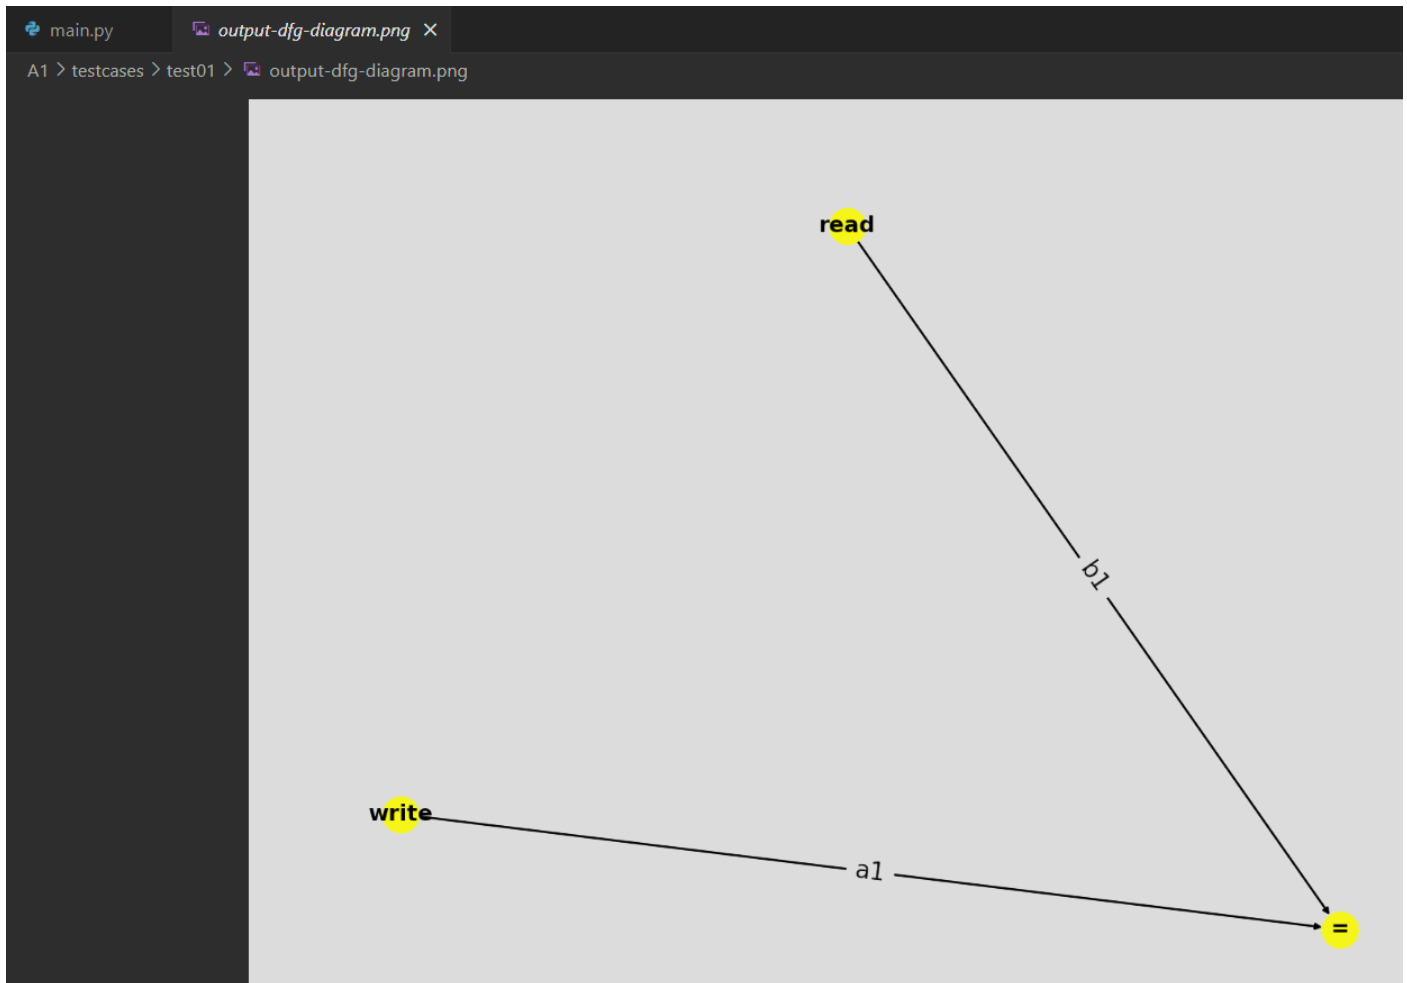 main.py output-dfg-diagram.png
A1 > testcases > test01 > output-dfg-diagram.png
read
b1
write
a1
=